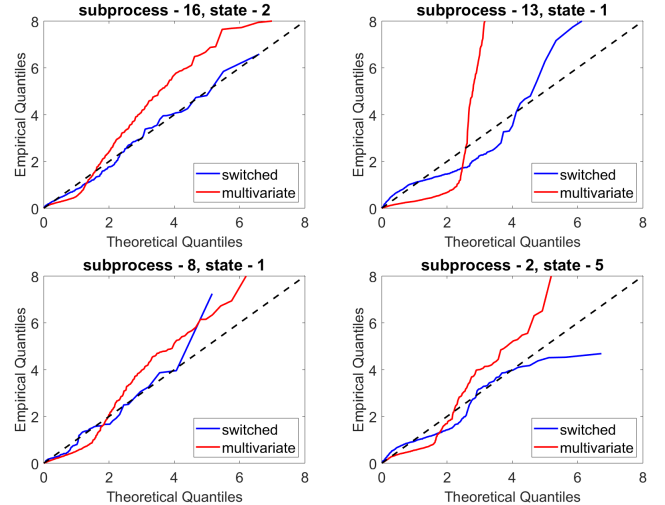 subprocess - 16, state - 2
Empirical Quantiles
8
6
4
2
0
switched
multivariate
0 2 4 6 8
Theoretical Quantiles
subprocess - 13, state - 1
Empirical Quantiles
8
6
4
2
0
switched
multivariate
0 2 4 6 8
Theoretical Quantiles
subprocess - 8, state - 1
Empirical Quantiles
8
6
4
2
0
switched
multivariate
0 2 4 6 8
Theoretical Quantiles
subprocess - 2, state - 5
Empirical Quantiles
8
6
4
2
0
switched
multivariate
0 2 4 6 8
Theoretical Quantiles